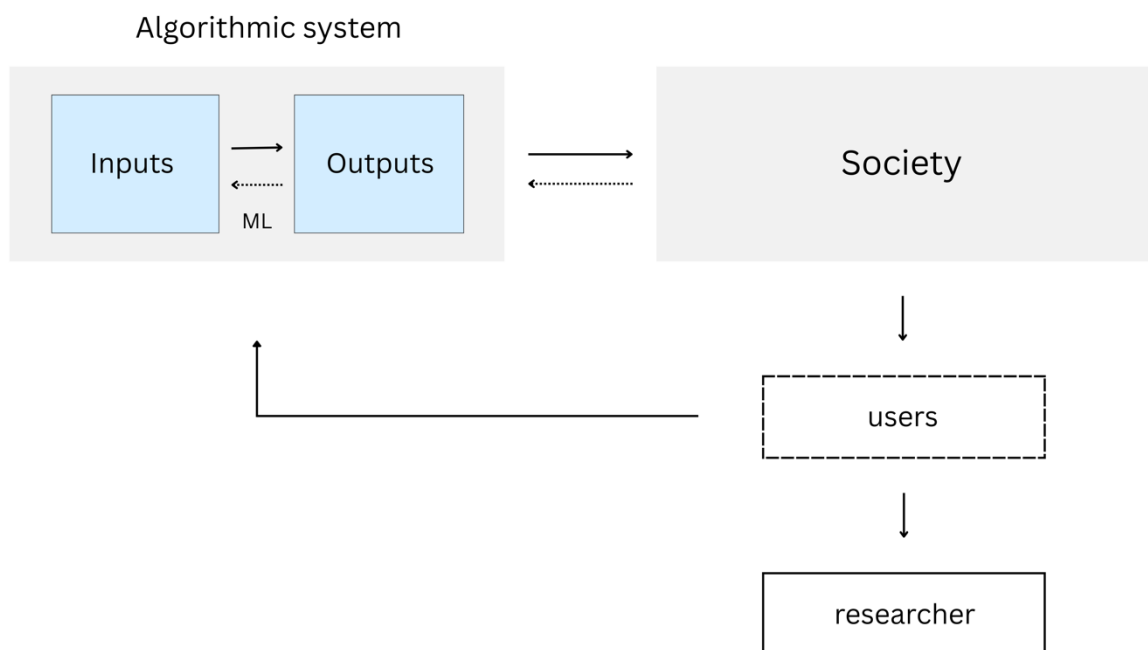 Algorithmic system
Inputs
Outputs
ML
Society
users
researcher